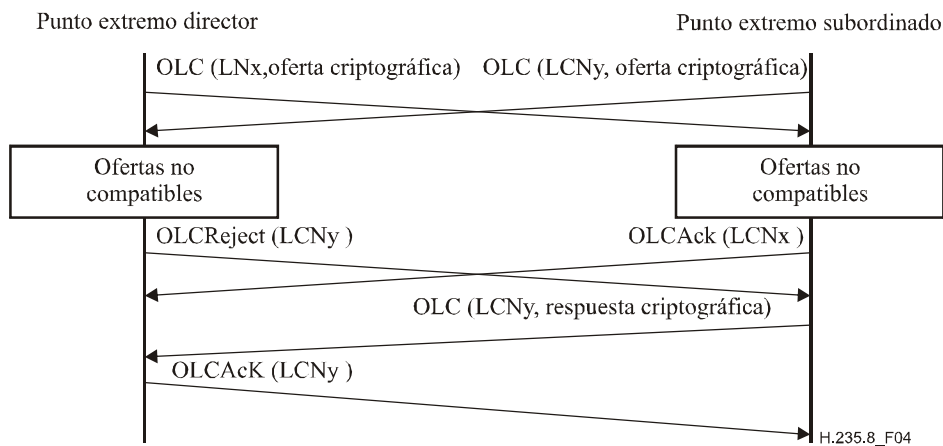 Punto extremo director
Punto extremo subordinado
OLC (LNx,oferta criptográfica)
OLC (LCNy, oferta criptográfica)
Ofertas no
compatibles
Ofertas no
compatibles
OLCReject (LCNy )
OLCAck (LCNx )
OLC (LCNy, respuesta criptográfica)
OLCAcK (LCNy )
H.235.8_F04